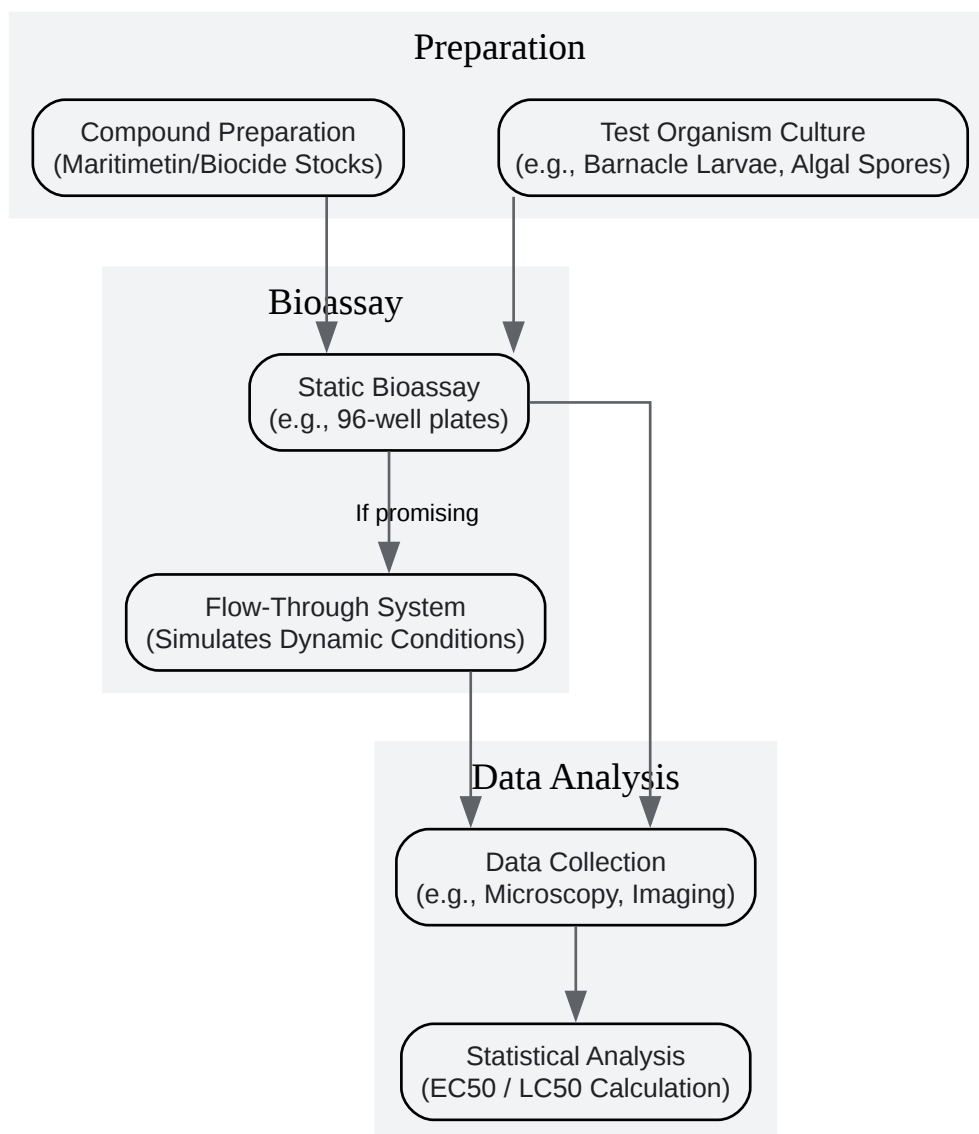 Preparation
Compound Preparation
(Maritimetin/Biocide Stocks)
Test Organism Culture
(e.g., Barnacle Larvae, Algal Spores)
Bioassay
Static Bioassay
(e.g., 96-well plates)
If promising
Flow-Through System
(Simulates Dynamic Conditions)
Data Analysis
Data Collection
(e.g., Microscopy, Imaging)
Statistical Analysis
(EC50 / LC50 Calculation)